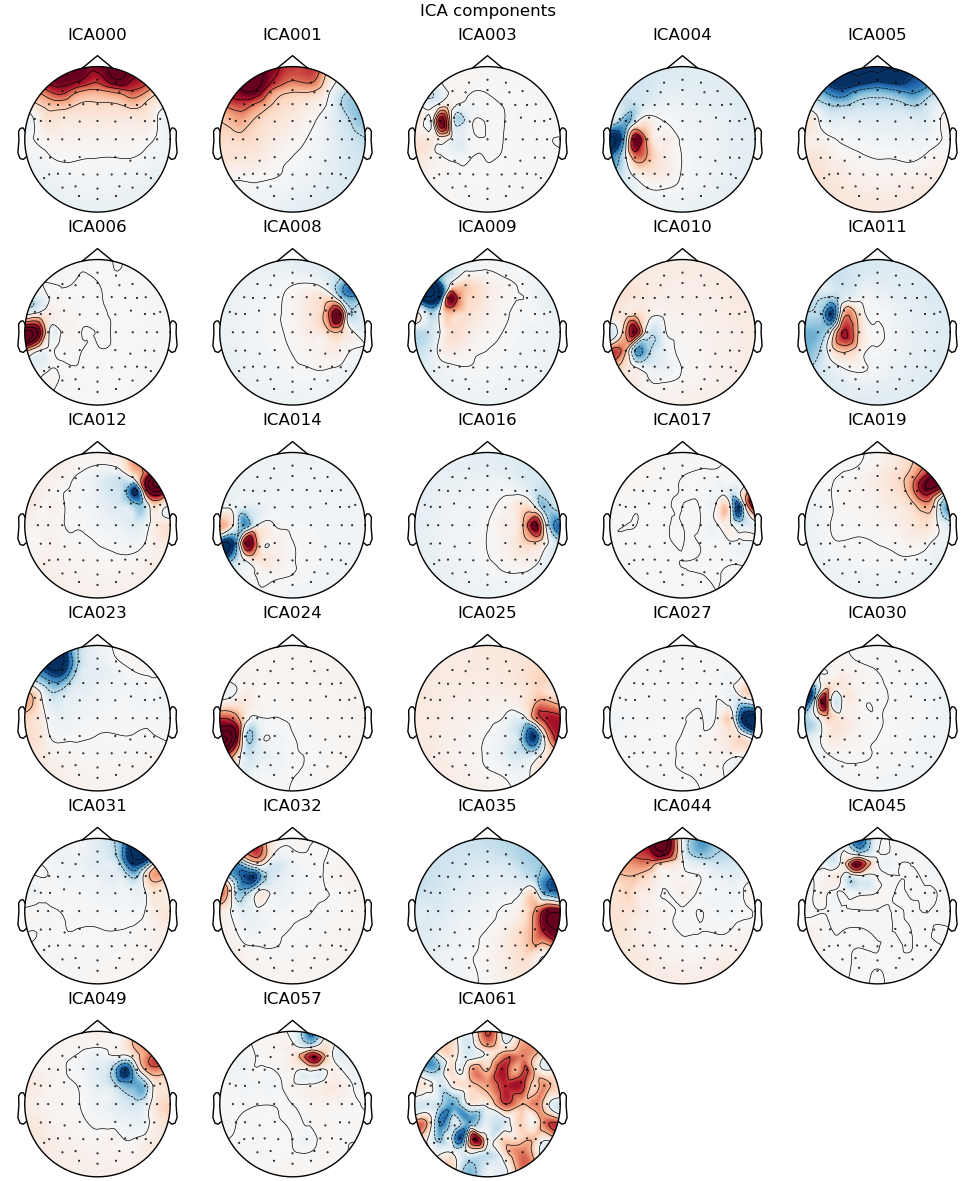 ICA components
ICA000 ICA001 ICA003 ICA004 ICA005
ICA006 ICA008 ICA009 ICA010 ICA011
ICA012 ICA014 ICA016 ICA017 ICA019
ICA023 ICA024 ICA025 ICA027 ICA030
ICA031 ICA032 ICA035 ICA044 ICA045
ICA049 ICA057 ICA061